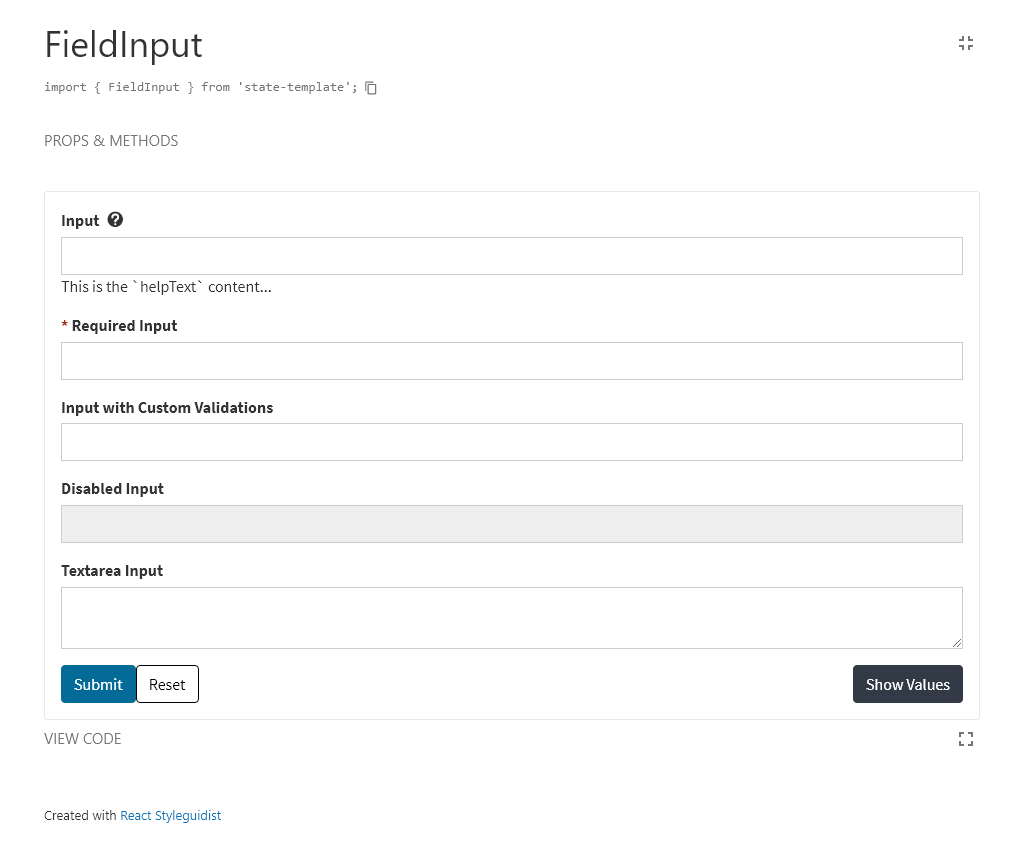 FieldInput
import { FieldInput } from 'state-template';
PROPS & METHODS
Input
This is the `helpText` content...
* Required Input
Input with Custom Validations
Disabled Input
Textarea Input
Submit Reset Show Values
VIEW CODE
Created with React Styleguidist